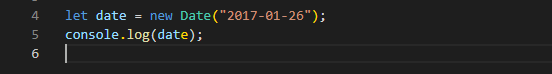 4 let date = new Date("2017-01-26");
5 console.log(date);
6